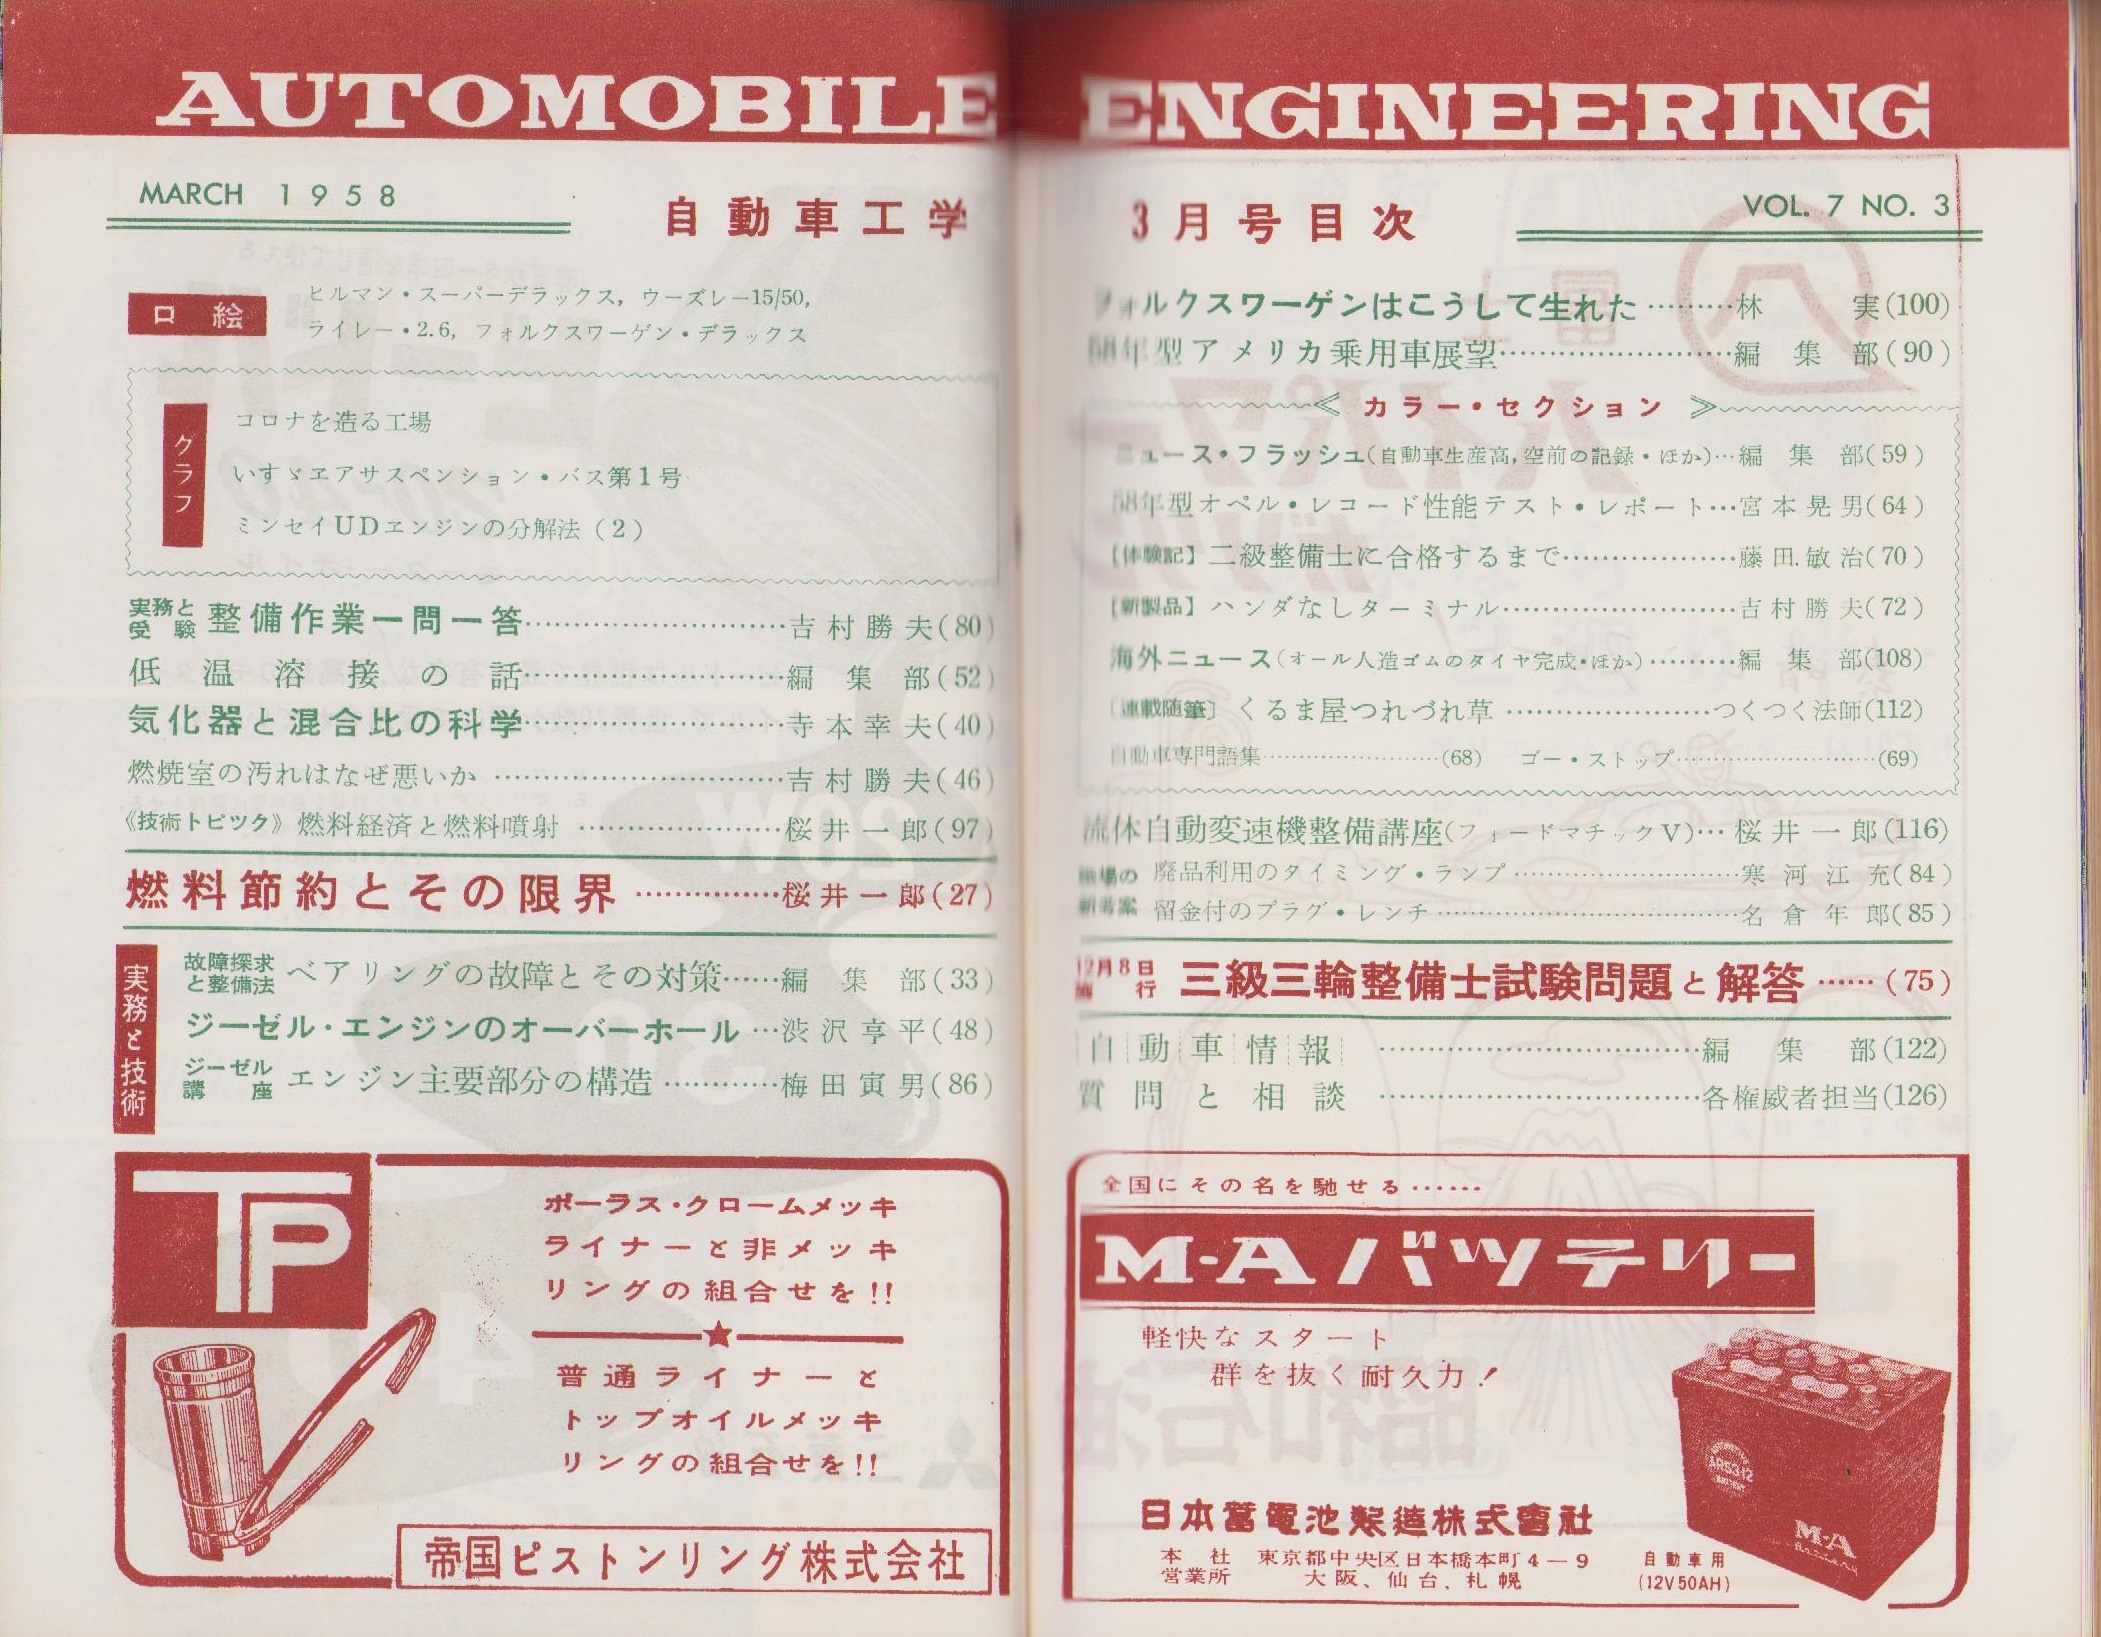 AUTOMOBILE ENGINEERING
MARCH 1958
自動車工学
3月号目次
VOL. 7 NO. 3
口絵
ヒルマン・スーパーデラックス, ウーズレー15/50,
ライレー・2.6, フォルクスワーゲン・デラックス
グラフ
コロナを造る工場
いすゞエアサスペンション・バス第1号
ミンセイUDエンジンの分解法(2)
実務と受験 整備作業一問一答……吉村勝夫(80)
低温溶接の話……編集部(52)
気化器と混合比の科学……寺本幸夫(40)
燃焼室の汚れはなぜ悪いか……吉村勝夫(46)
《技術トピック》燃料経済と燃料噴射……桜井一郎(97)
燃料節約とその限界……桜井一郎(27)
実務と技術
故障探求と整備法 ベアリングの故障とその対策……編集部(33)
ジーゼル・エンジンのオーバーホール…渋沢亨平(48)
ジーゼル講座 エンジン主要部分の構造……梅田寅男(86)
TP
ポーラス・クロームメッキ
ライナーと非メッキ
リングの組合せを!!
普通ライナーと
トップオイルメッキ
リングの組合せを!!
帝国ピストンリング株式会社
フォルクスワーゲンはこうして生れた……林 実(100)
58年型アメリカ乗用車展望……編集部(90)
≪ カラー・セクション ≫
ニュース・フラッシュ(自動車生産高,空前の記録・ほか)…編集部(59)
58年型オペル・レコード性能テスト・レポート…宮本晃男(64)
【体験記】二級整備士に合格するまで……藤田敏治(70)
【新製品】ハンダなしターミナル……吉村勝夫(72)
海外ニュース(オール人造ゴムのタイヤ完成・ほか)……編集部(108)
〔連載随筆〕くるま屋つれづれ草……つくつく法師(112)
自動車専門語集……(68) ゴー・ストップ……(69)
流体自動変速機整備講座(フォードマチックV)…桜井一郎(116)
現場の新考案 廃品利用のタイミング・ランプ……寒河江充(84)
留金付のプラグ・レンチ……名倉年郎(85)
12月8日施行 三級三輪整備士試験問題と解答……(75)
自動車情報……編集部(122)
質問と相談……各権威者担当(126)
全国にその名を馳せる……
M-Aバッテリー
軽快なスタート
群を抜く耐久力!
AR53-12
M-A
日本蓄電池製造株式會社
本社 東京都中央区日本橋本町4-9
営業所 大阪、仙台、札幌
自動車用
(12V50AH)